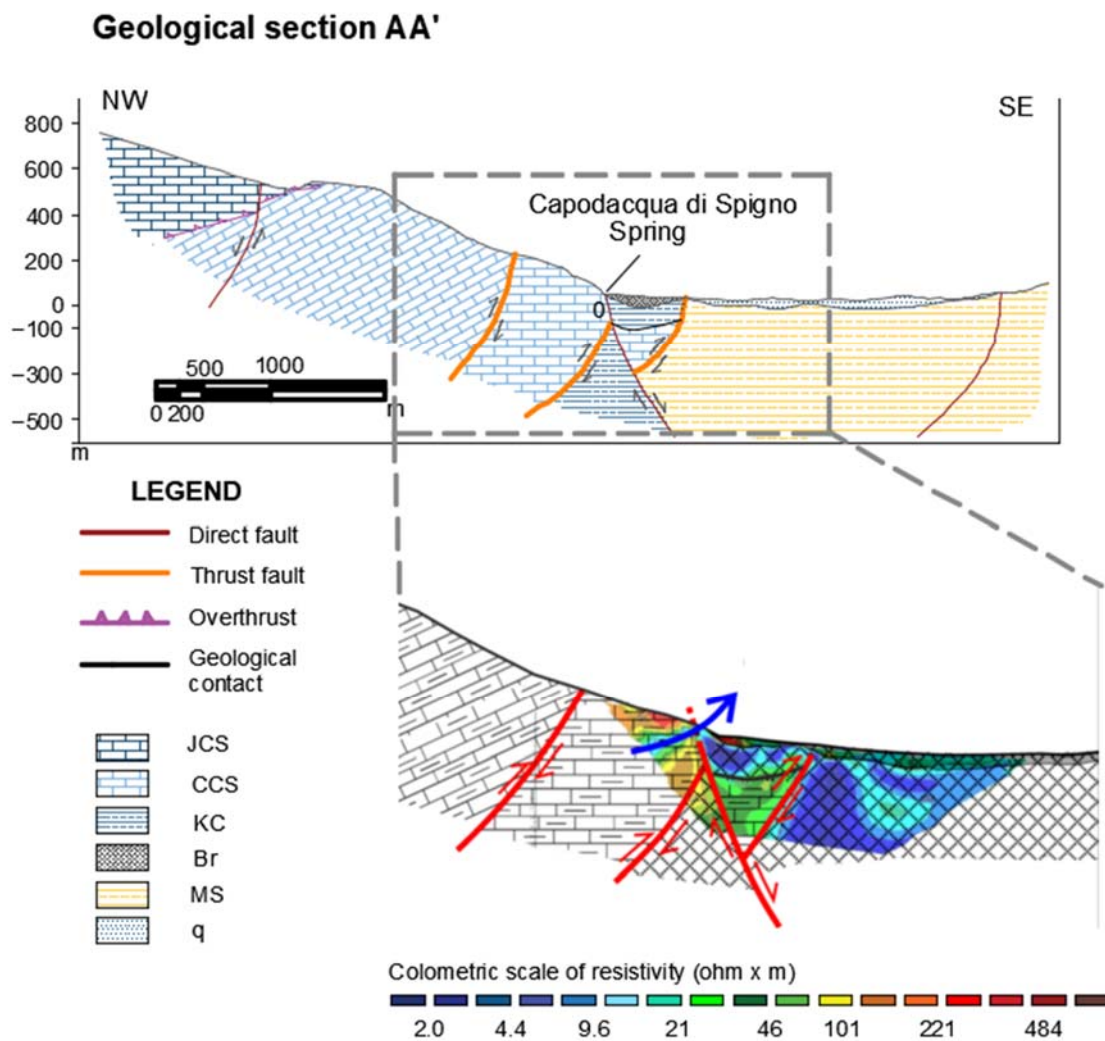 Geological section AA'
NW
SE
800
600
400
200
0
−100
−300
−500
m
Capodacqua di Spigno
Spring
0
500 1000
0 200
m
LEGEND
Direct fault
Thrust fault
Overthrust
Geological
contact
JCS
CCS
KC
Br
MS
q
Colometric scale of resistivity (ohm x m)
2.0 4.4 9.6 21 46 101 221 484